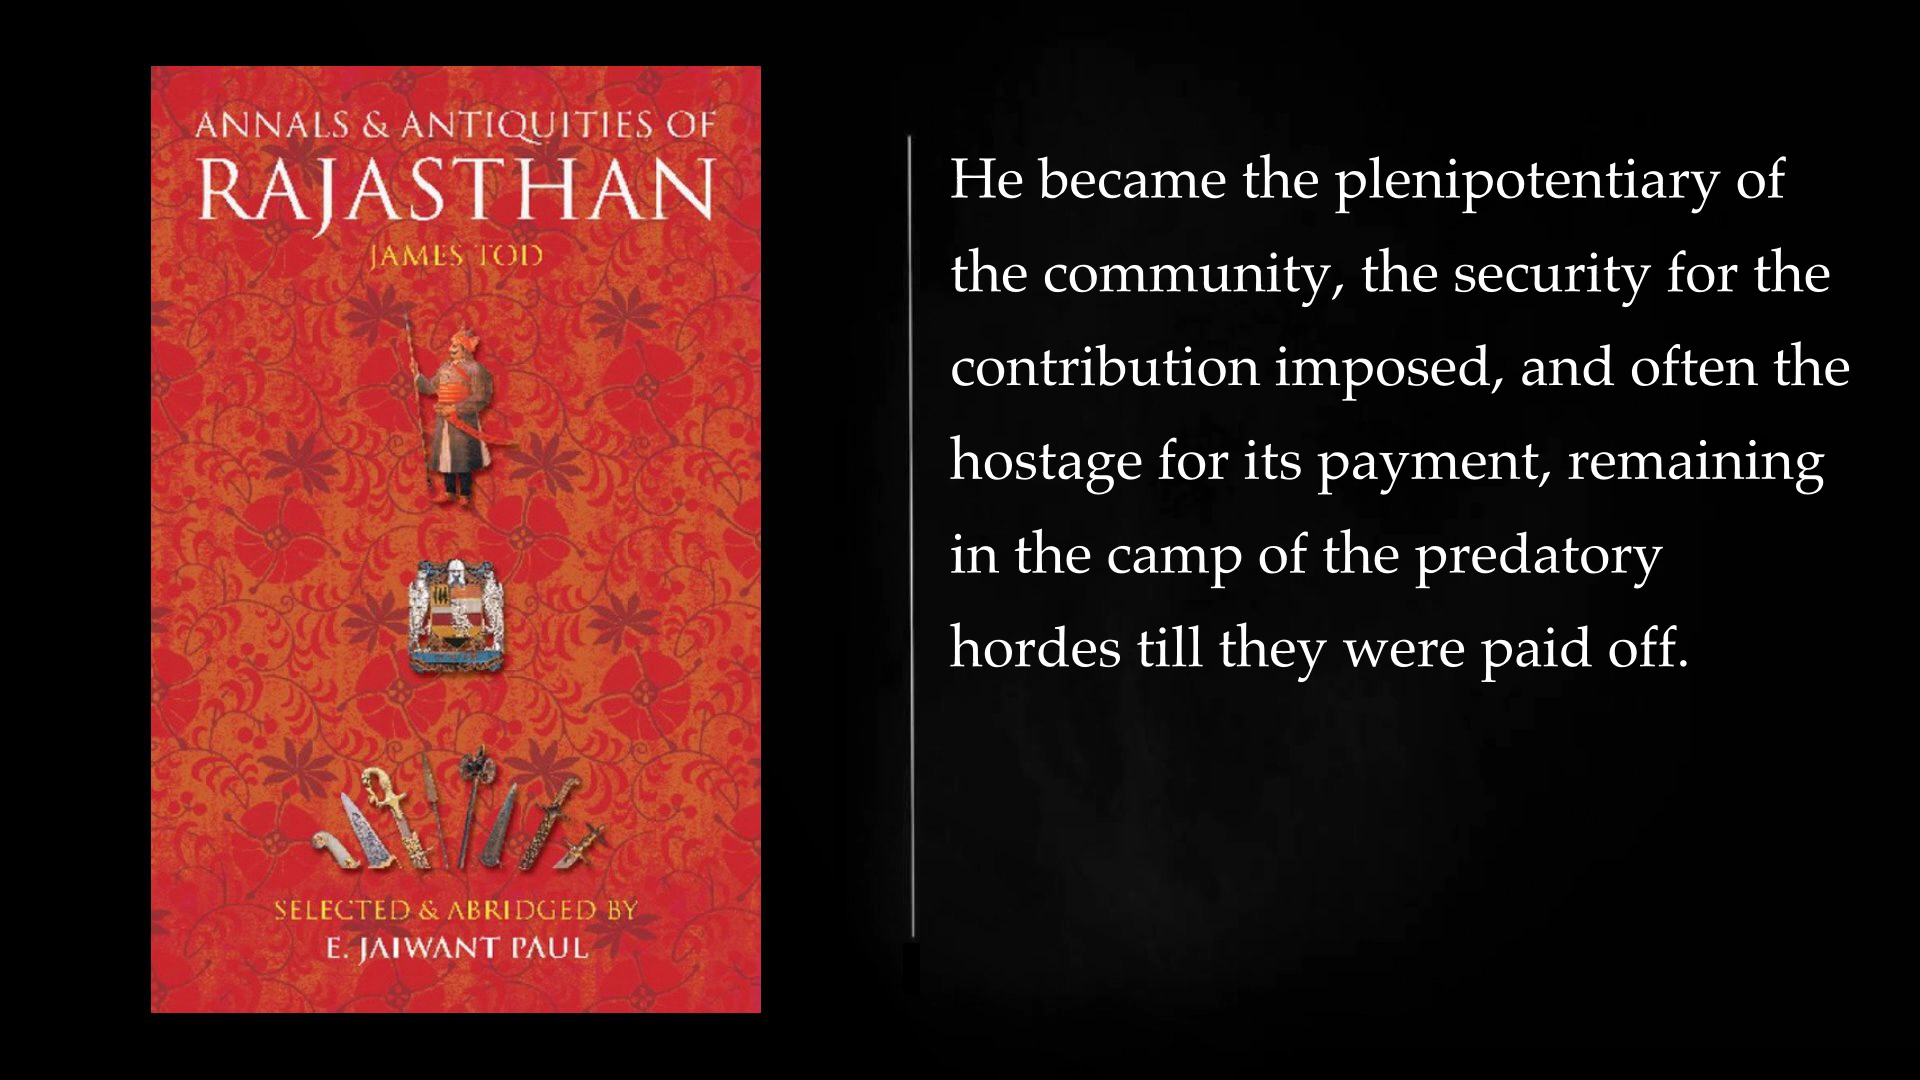 ANNALS & ANTIQUITIES OF
RAJASTHAN
JAMES TOD
SELECTED & ABRIDGED BY
E. JAIWANT PAUL
He became the plenipotentiary of
the community, the security for the
contribution imposed, and often the
hostage for its payment, remaining
in the camp of the predatory
hordes till they were paid off.